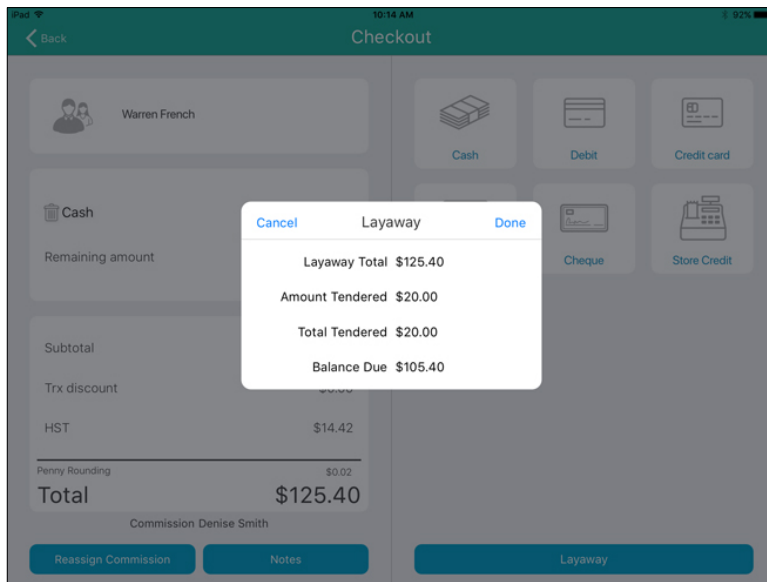 iPad 10:14 AM 92%
Back Checkout
Warren French
Cash Debit Credit card
Cash
Remaining amount
Cheque Store Credit
Cancel Layaway Done
Layaway Total $125.40
Amount Tendered $20.00
Total Tendered $20.00
Balance Due $105.40
Subtotal
Trx discount
HST $14.42
Penny Rounding $0.02
Total $125.40
Commission Denise Smith
Reassign Commission Notes Layaway